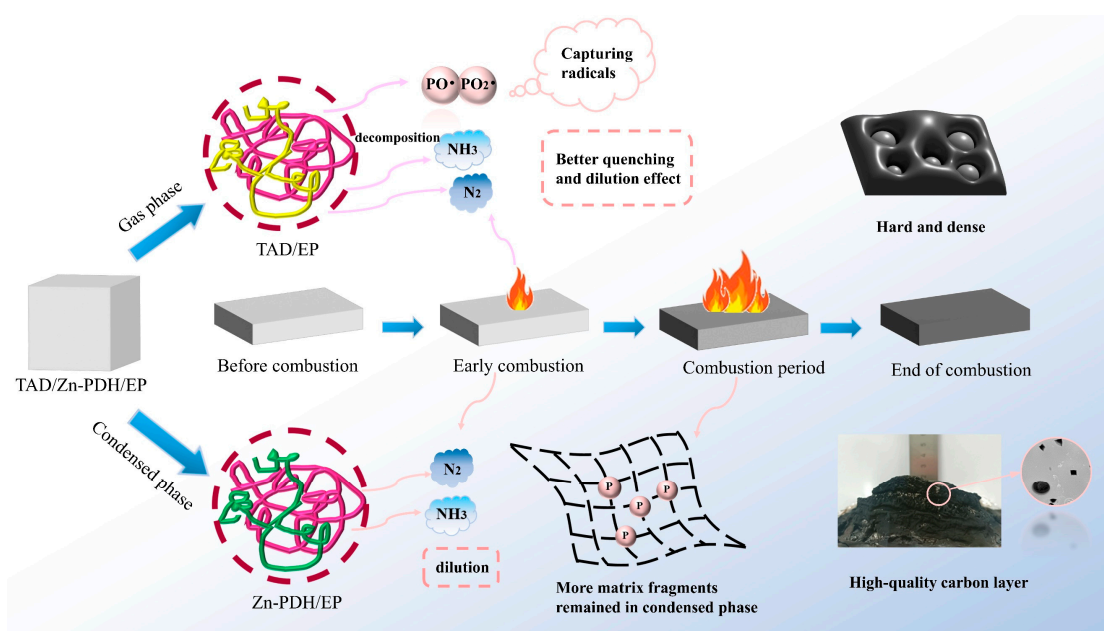 Capturing
radicals
PO• PO2•
decomposition
NH3
N2
Better quenching
and dilution effect
Gas phase
TAD/EP
Hard and dense
TAD/Zn-PDH/EP
Before combustion
Early combustion
Combustion period
End of combustion
Condensed phase
Zn-PDH/EP
N2
NH3
dilution
P
P
P
P
More matrix fragments
remained in condensed phase
High-quality carbon layer